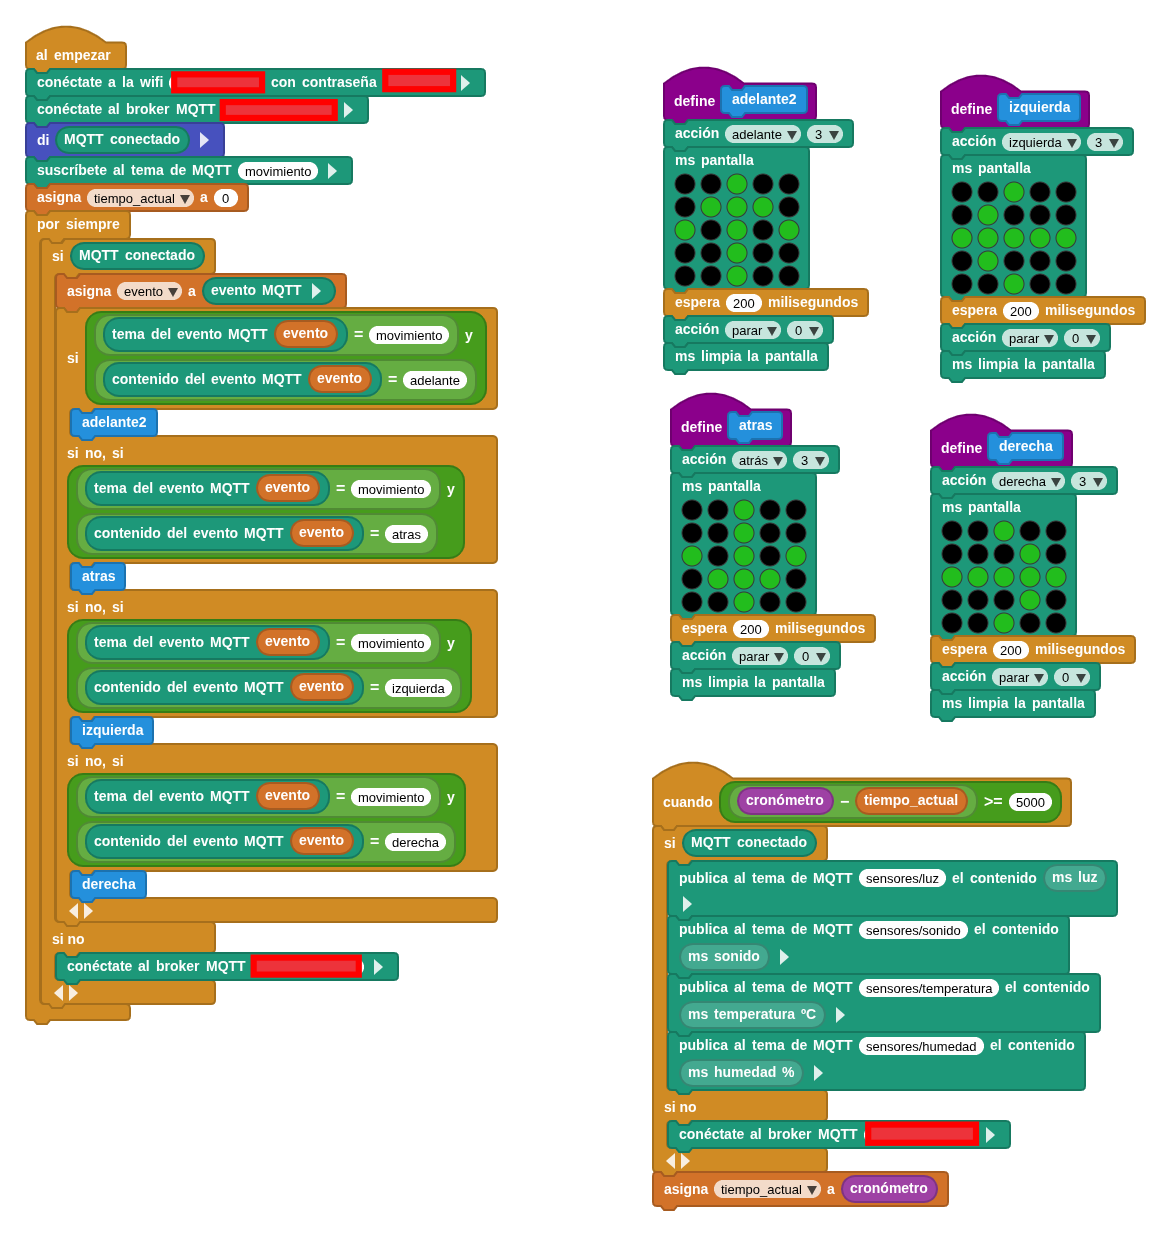 al empezar
conéctate a la wifi con contraseña
conéctate al broker MQTT
di MQTT conectado
suscríbete al tema de MQTT movimiento
asigna tiempo_actual a 0
por siempre
si MQTT conectado
asigna evento a evento MQTT
si
tema del evento MQTT evento = movimiento y
contenido del evento MQTT evento = adelante
adelante2
si no, si
tema del evento MQTT evento = movimiento y
contenido del evento MQTT evento = atras
atras
si no, si
tema del evento MQTT evento = movimiento y
contenido del evento MQTT evento = izquierda
izquierda
si no, si
tema del evento MQTT evento = movimiento y
contenido del evento MQTT evento = derecha
derecha
si no
conéctate al broker MQTT
define adelante2
acción adelante 3
ms pantalla
espera 200 milisegundos
acción parar 0
ms limpia la pantalla
define izquierda
acción izquierda 3
ms pantalla
espera 200 milisegundos
acción parar 0
ms limpia la pantalla
define atras
acción atrás 3
ms pantalla
espera 200 milisegundos
acción parar 0
ms limpia la pantalla
define derecha
acción derecha 3
ms pantalla
espera 200 milisegundos
acción parar 0
ms limpia la pantalla
cuando cronómetro – tiempo_actual >= 5000
si MQTT conectado
publica al tema de MQTT sensores/luz el contenido ms luz
publica al tema de MQTT sensores/sonido el contenido
ms sonido
publica al tema de MQTT sensores/temperatura el contenido
ms temperatura ºC
publica al tema de MQTT sensores/humedad el contenido
ms humedad %
si no
conéctate al broker MQTT
asigna tiempo_actual a cronómetro